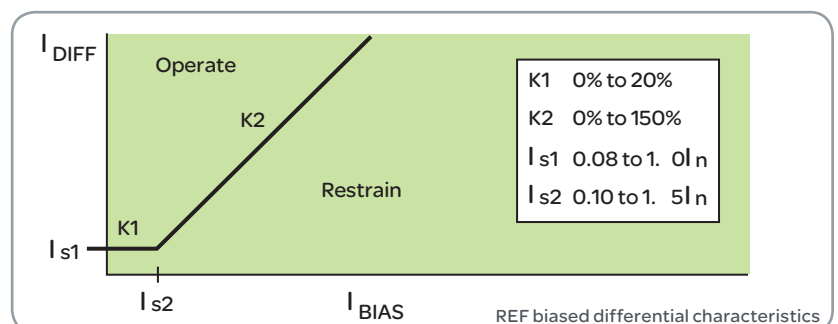 I DIFF
Operate
K1 0% to 20%
K2 0% to 150%
I s1 0.08 to 1. 0I n
I s2 0.10 to 1. 5I n
K2
Restrain
K1
I s1
I s2
I BIAS
REF biased differential characteristics